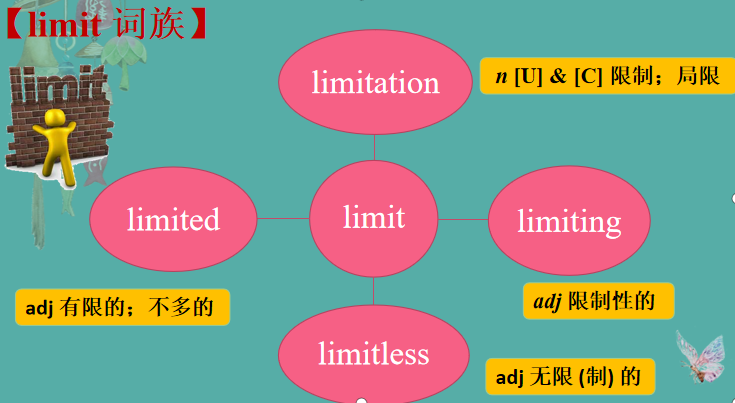 【limit 词族】
limit
limitation
n [U] & [C] 限制；局限
limited
limit
limiting
adj 有限的；不多的
adj 限制性的
limitless
adj 无限 (制) 的